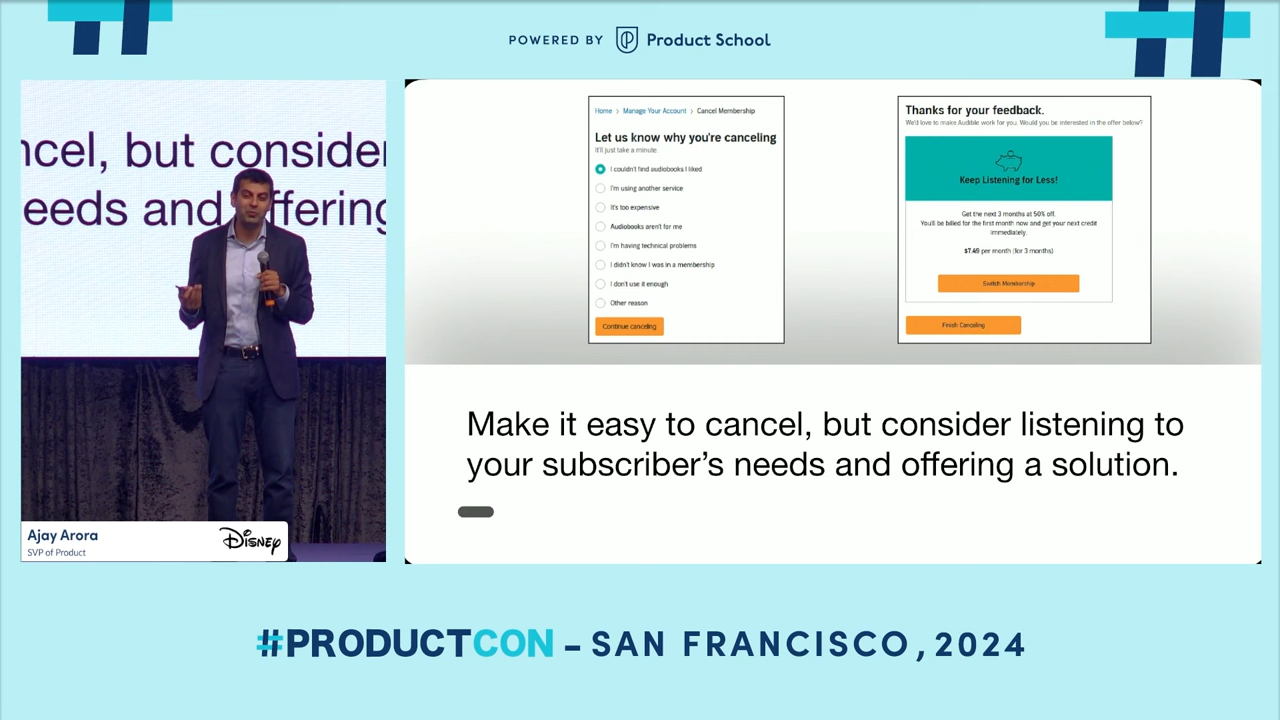 POWERED BY Product School
ncel, but consider
eeds and offering
Ajay Arora
SVP of Product
Disney
Home > Manage Your Account > Cancel Membership
Let us know why you're canceling
It'll just take a minute.
I couldn't find audiobooks I liked
I'm using another service
It's too expensive
Audiobooks aren't for me
I'm having technical problems
I didn't know I was in a membership
I don't use it enough
Other reason
Continue canceling
Thanks for your feedback.
We'd love to make Audible work for you. Would you be interested in the offer below?
Keep Listening for Less!
Get the next 3 months at 50% off.
You'll be billed for the first month now and get your next credit
immediately.
$7.49 per month (for 3 months)
Switch Membership
Finish Canceling
Make it easy to cancel, but consider listening to
your subscriber's needs and offering a solution.
#PRODUCTCON – SAN FRANCISCO, 2024